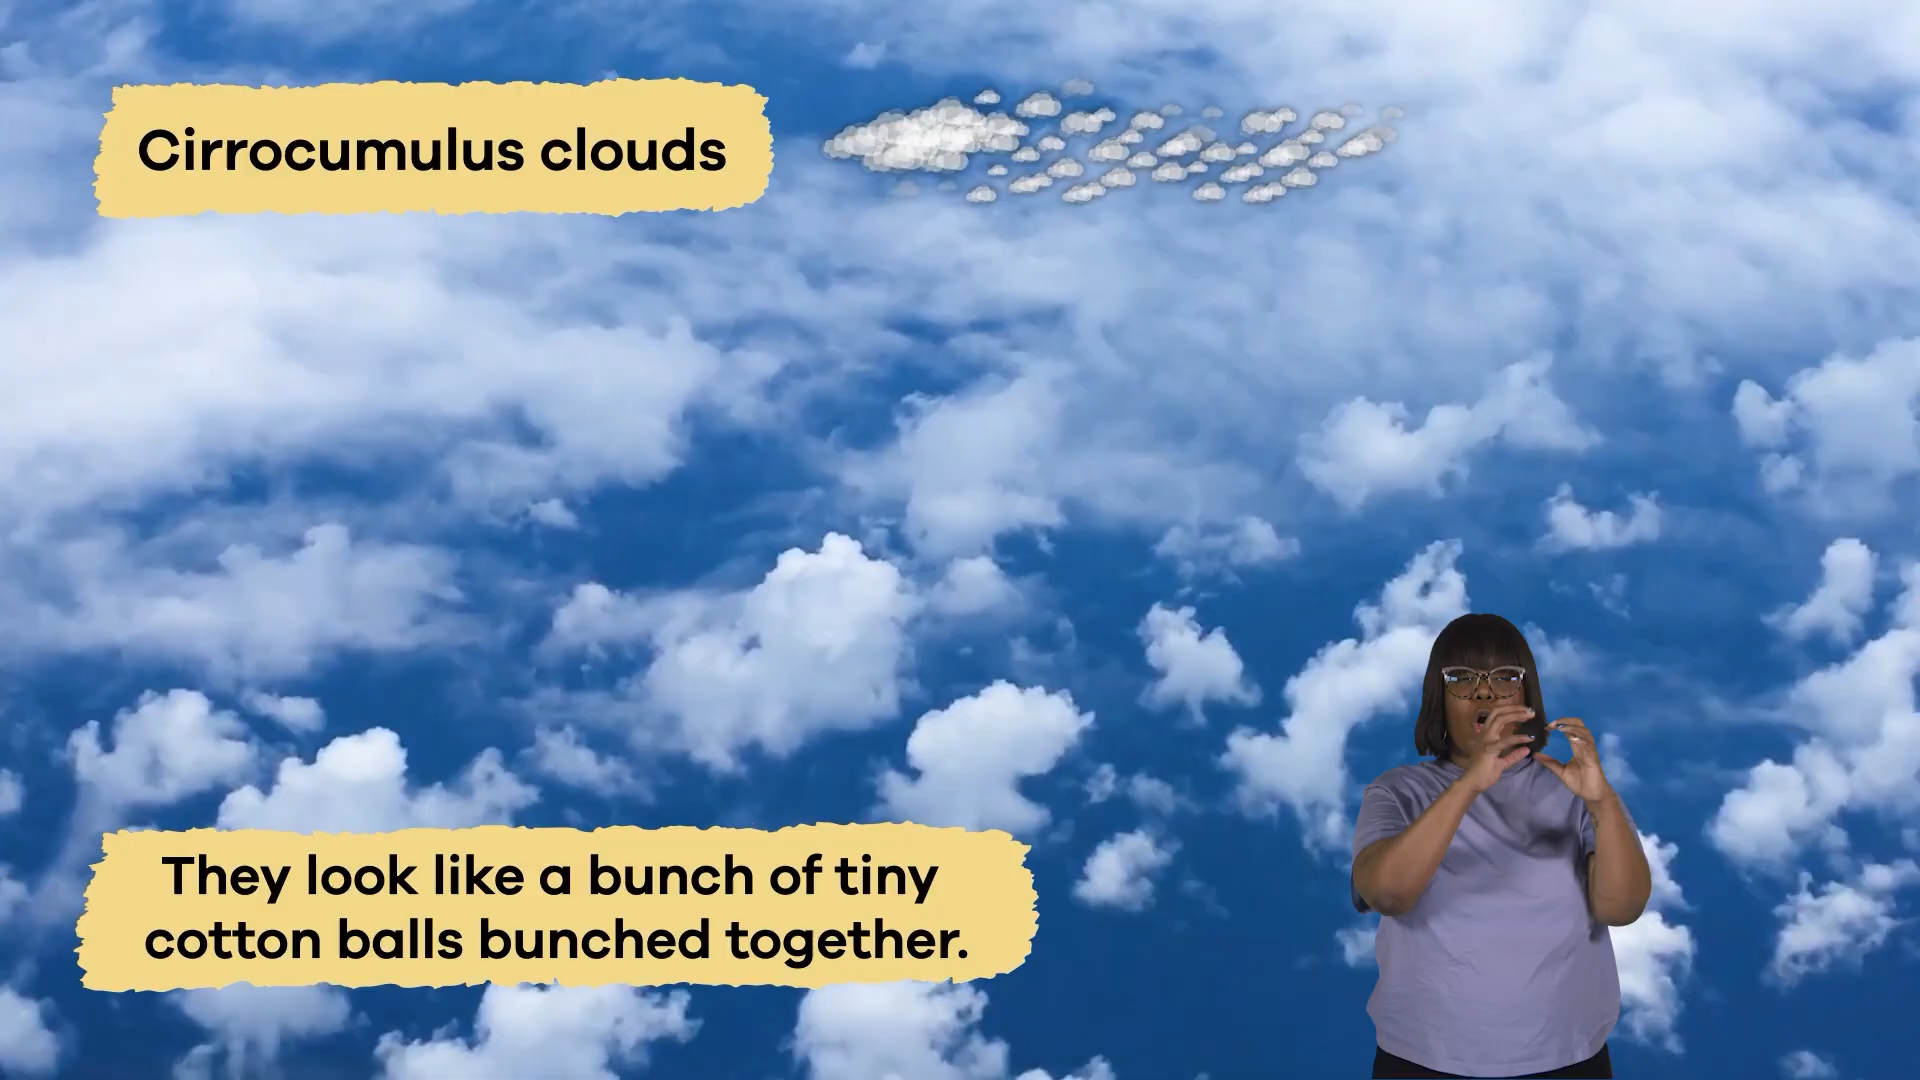 Cirrocumulus clouds
They look like a bunch of tiny
cotton balls bunched together.